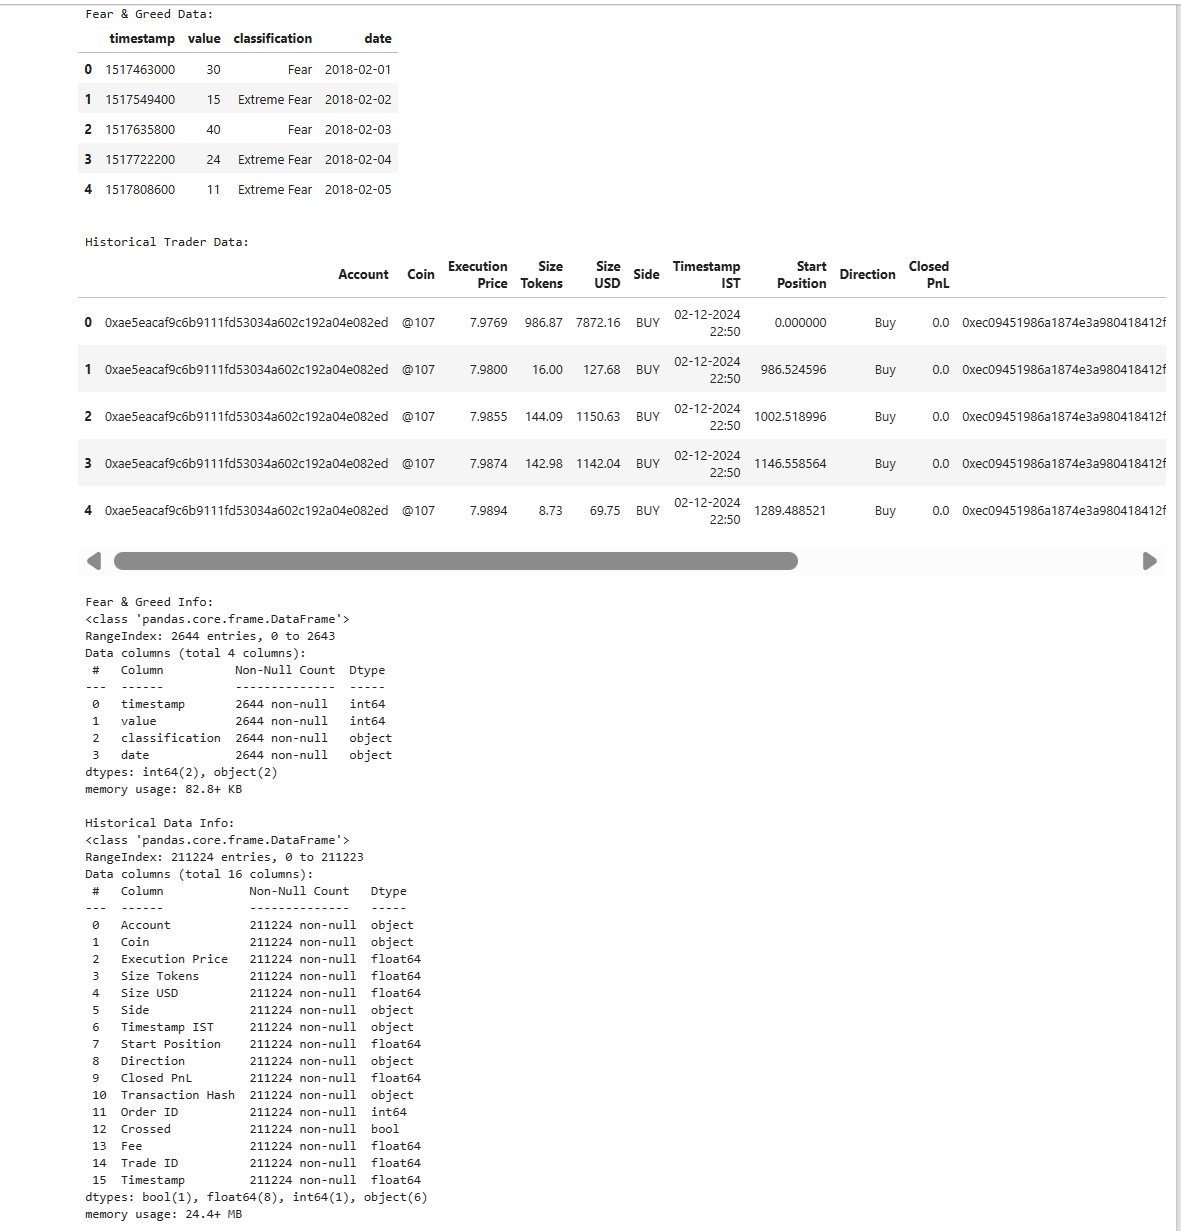 Fear & Greed Data:
timestamp value classification date
0 1517463000 30 Fear 2018-02-01
1 1517549400 15 Extreme Fear 2018-02-02
2 1517635800 40 Fear 2018-02-03
3 1517722200 24 Extreme Fear 2018-02-04
4 1517808600 11 Extreme Fear 2018-02-05
Historical Trader Data:
Account Coin Execution Price Size Tokens Size USD Side Timestamp IST Start Position Direction Closed PnL
0 0xae5eacaf9c6b9111fd53034a602c192a04e082ed @107 7.9769 986.87 7872.16 BUY 02-12-2024 22:50 0.000000 Buy 0.0 0xec09451986a1874e3a980418412f
1 0xae5eacaf9c6b9111fd53034a602c192a04e082ed @107 7.9800 16.00 127.68 BUY 02-12-2024 22:50 986.524596 Buy 0.0 0xec09451986a1874e3a980418412f
2 0xae5eacaf9c6b9111fd53034a602c192a04e082ed @107 7.9855 144.09 1150.63 BUY 02-12-2024 22:50 1002.518996 Buy 0.0 0xec09451986a1874e3a980418412f
3 0xae5eacaf9c6b9111fd53034a602c192a04e082ed @107 7.9874 142.98 1142.04 BUY 02-12-2024 22:50 1146.558564 Buy 0.0 0xec09451986a1874e3a980418412f
4 0xae5eacaf9c6b9111fd53034a602c192a04e082ed @107 7.9894 8.73 69.75 BUY 02-12-2024 22:50 1289.488521 Buy 0.0 0xec09451986a1874e3a980418412f
Fear & Greed Info:
<class 'pandas.core.frame.DataFrame'>
RangeIndex: 2644 entries, 0 to 2643
Data columns (total 4 columns):
 #   Column          Non-Null Count  Dtype
---  ------          --------------  -----
 0   timestamp       2644 non-null   int64
 1   value           2644 non-null   int64
 2   classification  2644 non-null   object
 3   date            2644 non-null   object
dtypes: int64(2), object(2)
memory usage: 82.8+ KB
Historical Data Info:
<class 'pandas.core.frame.DataFrame'>
RangeIndex: 211224 entries, 0 to 211223
Data columns (total 16 columns):
 #   Column            Non-Null Count   Dtype
---  ------            --------------   -----
 0   Account           211224 non-null  object
 1   Coin              211224 non-null  object
 2   Execution Price   211224 non-null  float64
 3   Size Tokens       211224 non-null  float64
 4   Size USD          211224 non-null  float64
 5   Side              211224 non-null  object
 6   Timestamp IST     211224 non-null  object
 7   Start Position    211224 non-null  float64
 8   Direction         211224 non-null  object
 9   Closed PnL        211224 non-null  float64
 10  Transaction Hash  211224 non-null  object
 11  Order ID          211224 non-null  int64
 12  Crossed           211224 non-null  bool
 13  Fee               211224 non-null  float64
 14  Trade ID          211224 non-null  float64
 15  Timestamp         211224 non-null  float64
dtypes: bool(1), float64(8), int64(1), object(6)
memory usage: 24.4+ MB